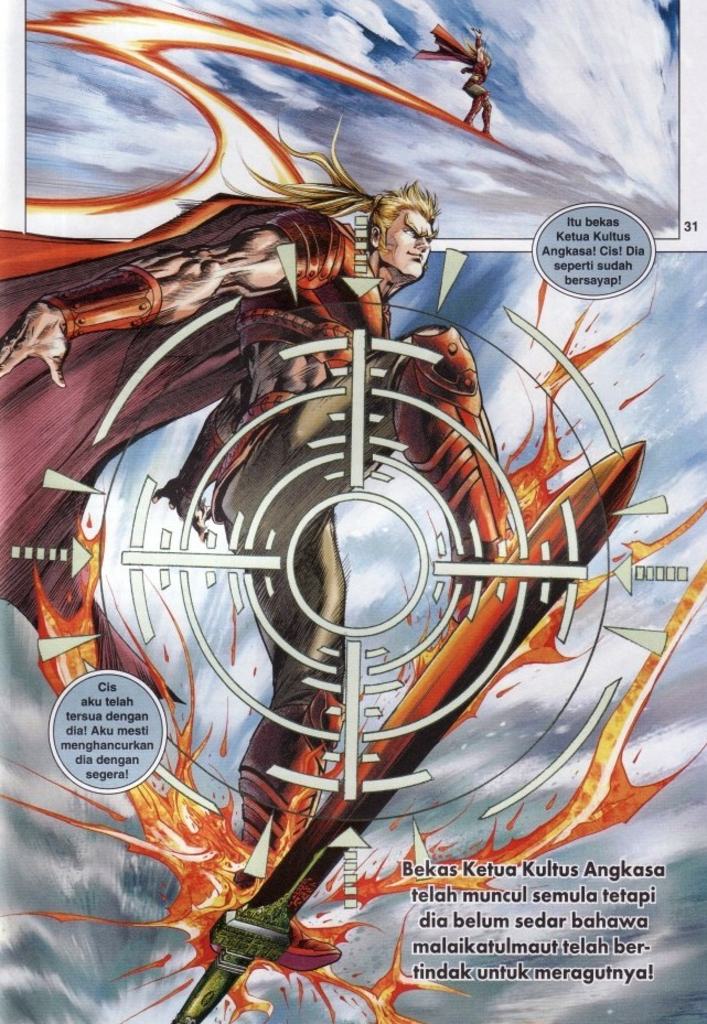 31
Itu bekas
Ketua Kultus
Angkasa! Cis! Dia
seperti sudah
bersayap!
Cis
aku telah
tersua dengan
dia! Aku mesti
menghancurkan
dia dengan
segera!
Bekas Ketua Kultus Angkasa
telah muncul semula tetapi
dia belum sedar bahawa
malaikatulmaut telah ber-
tindak untuk meragutnya!